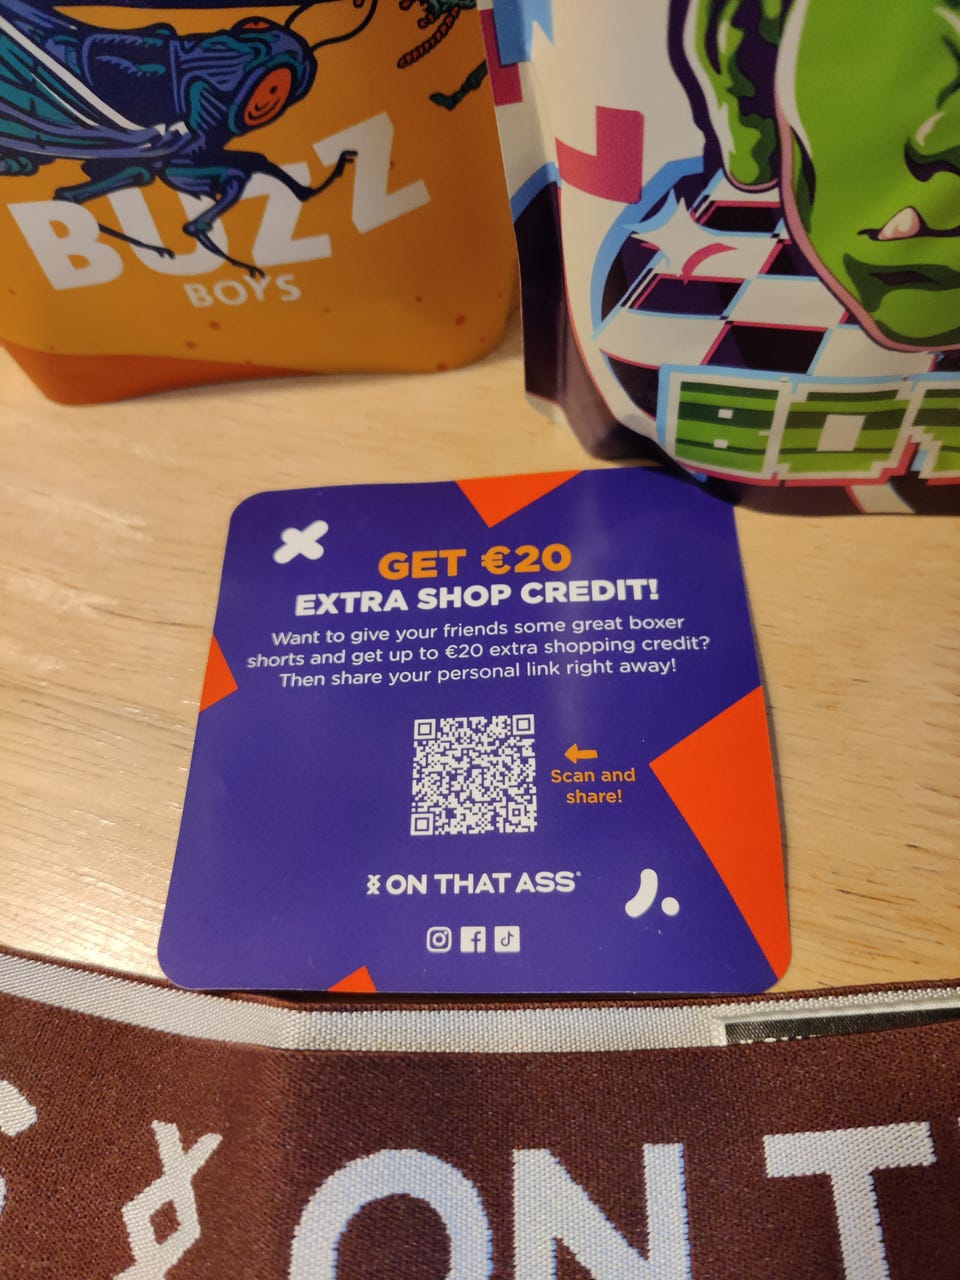 BUZZ
BOYS
GET €20
EXTRA SHOP CREDIT!
Want to give your friends some great boxer
shorts and get up to €20 extra shopping credit?
Then share your personal link right away!
Scan and
share!
ON THAT ASS®
ON T